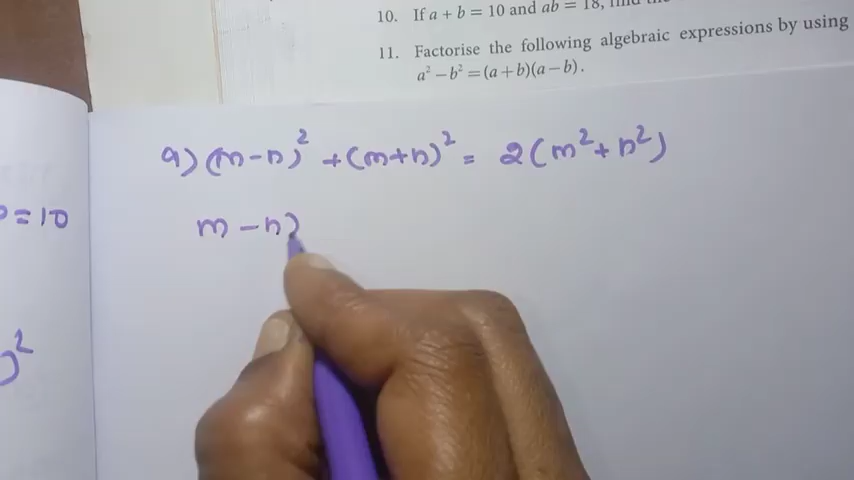 10. If a + b = 10 and ab = 18,
11. Factorise the following algebraic expressions by using
a² − b² = (a + b)(a − b).
a) (m−n)² + (m+n)² = 2(m² + n²)
= 10
m − n)
)²